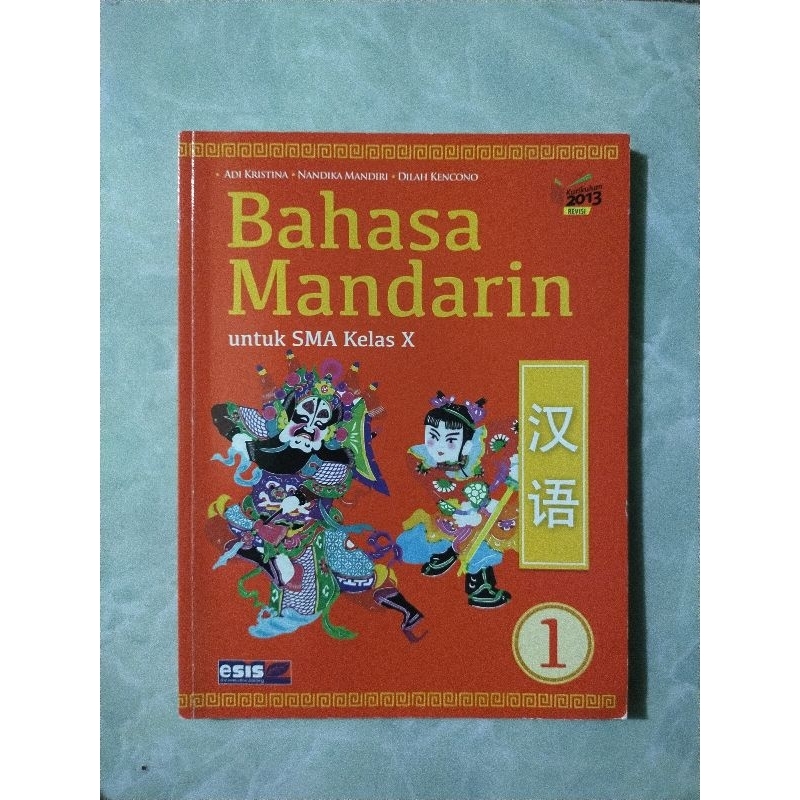 • ADI KRISTINA • NANDIKA MANDIRI • DILAH KENCONO
Kurikulum
2013
REVISI
Bahasa
Mandarin
untuk SMA Kelas X
汉
语
1
esis